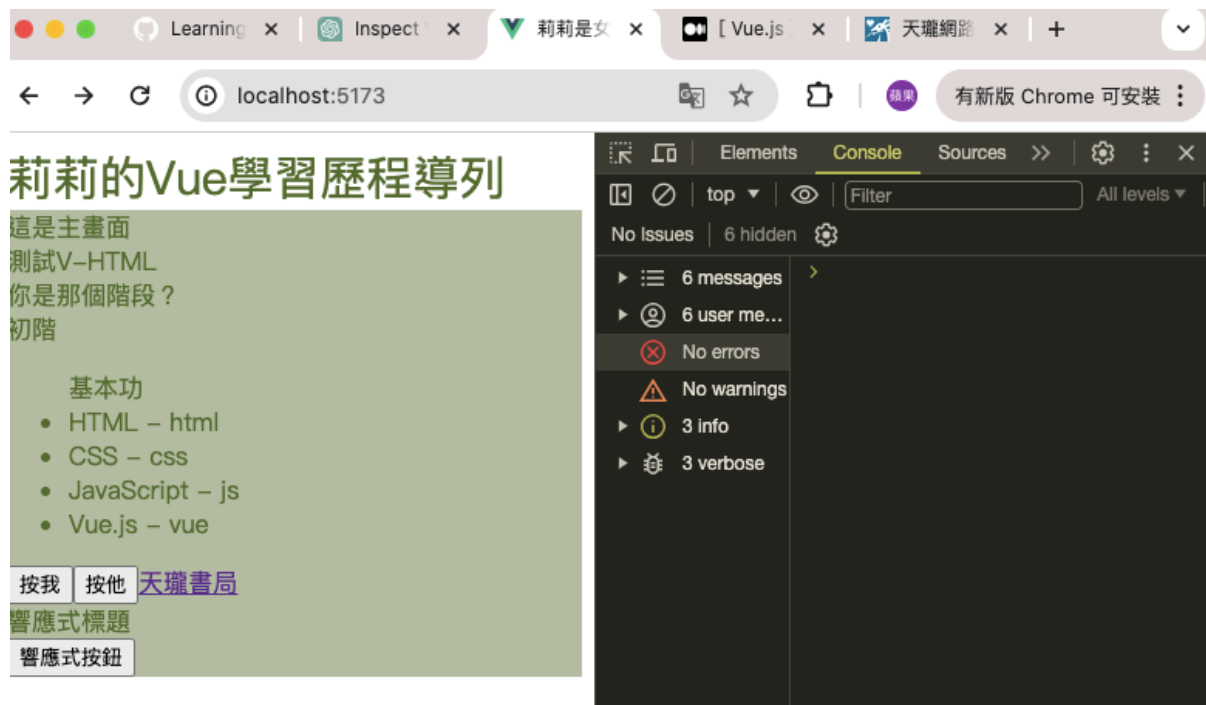 Learning
Inspect
莉莉是女
[ Vue.js
天瓏網路
localhost:5173
蘋果
有新版 Chrome 可安裝
莉莉的Vue學習歷程導列
這是主畫面
測試V-HTML
你是那個階段？
初階
基本功
HTML – html
CSS – css
JavaScript – js
Vue.js – vue
按我
按他
天瓏書局
響應式標題
響應式按鈕
Elements
Console
Sources
top
Filter
All levels
No Issues
6 hidden
6 messages
6 user me...
No errors
No warnings
3 info
3 verbose